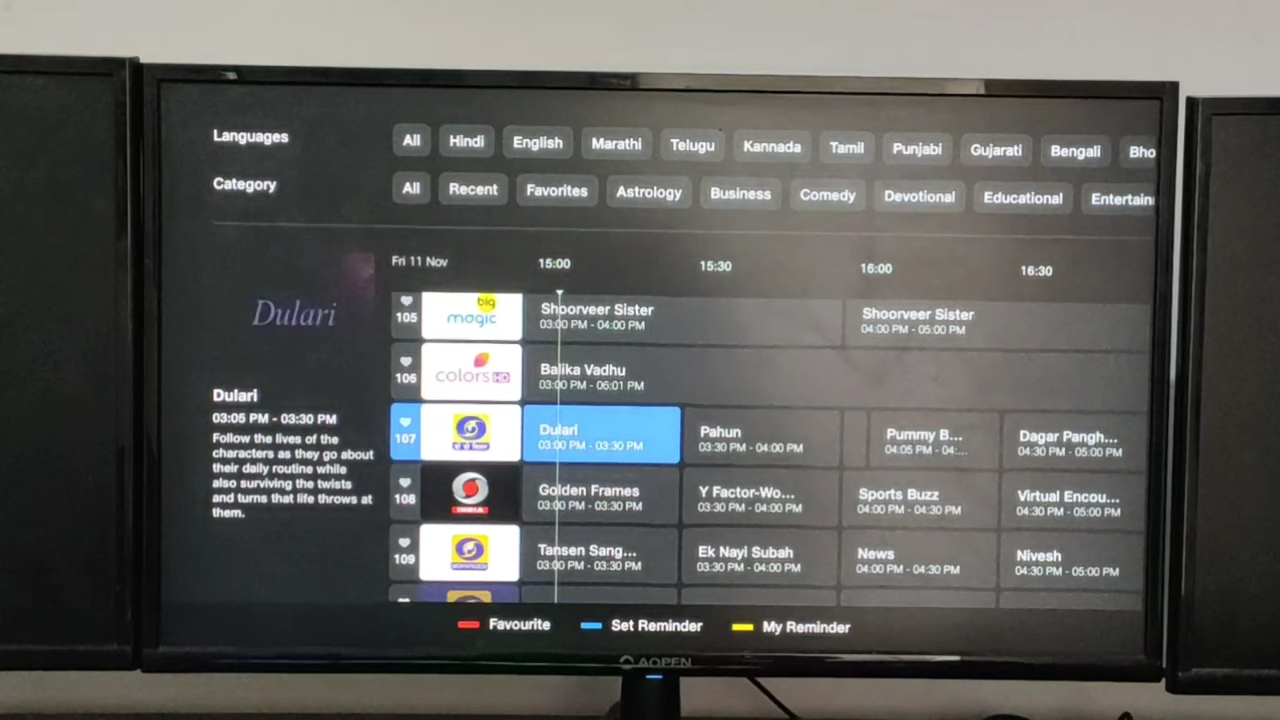 Languages
All Hindi English Marathi Telugu Kannada Tamil Punjabi Gujarati Bengali Bho
Category
All Recent Favorites Astrology Business Comedy Devotional Educational Entertain
Fri 11 Nov 15:00 15:30 16:00 16:30
Dulari
Dulari
03:05 PM - 03:30 PM
Follow the lives of the
characters as they go about
their daily routine while
also surviving the twists
and turns that life throws at
them.
105 big magic
Shoorveer Sister
03:00 PM - 04:00 PM
Shoorveer Sister
04:00 PM - 05:00 PM
106 colors HD
Balika Vadhu
03:00 PM - 06:01 PM
107
Dulari
03:00 PM - 03:30 PM
Pahun
03:30 PM - 04:00 PM
Pummy B...
04:05 PM - 04:...
Dagar Pangh...
04:30 PM - 05:00 PM
108 INDIA
Golden Frames
03:00 PM - 03:30 PM
Y Factor-Wo...
03:30 PM - 04:00 PM
Sports Buzz
04:00 PM - 04:30 PM
Virtual Encou...
04:30 PM - 05:00 PM
109
Tansen Sang...
03:00 PM - 03:30 PM
Ek Nayi Subah
03:30 PM - 04:00 PM
News
04:00 PM - 04:30 PM
Nivesh
04:30 PM - 05:00 PM
Favourite Set Reminder My Reminder
AOPEN